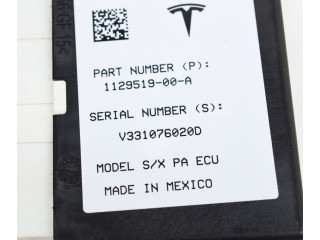 PART NUMBER (P):
1129519-00-A
SERIAL NUMBER (S):
V331076020D
MODEL S/X PA ECU
MADE IN MEXICO